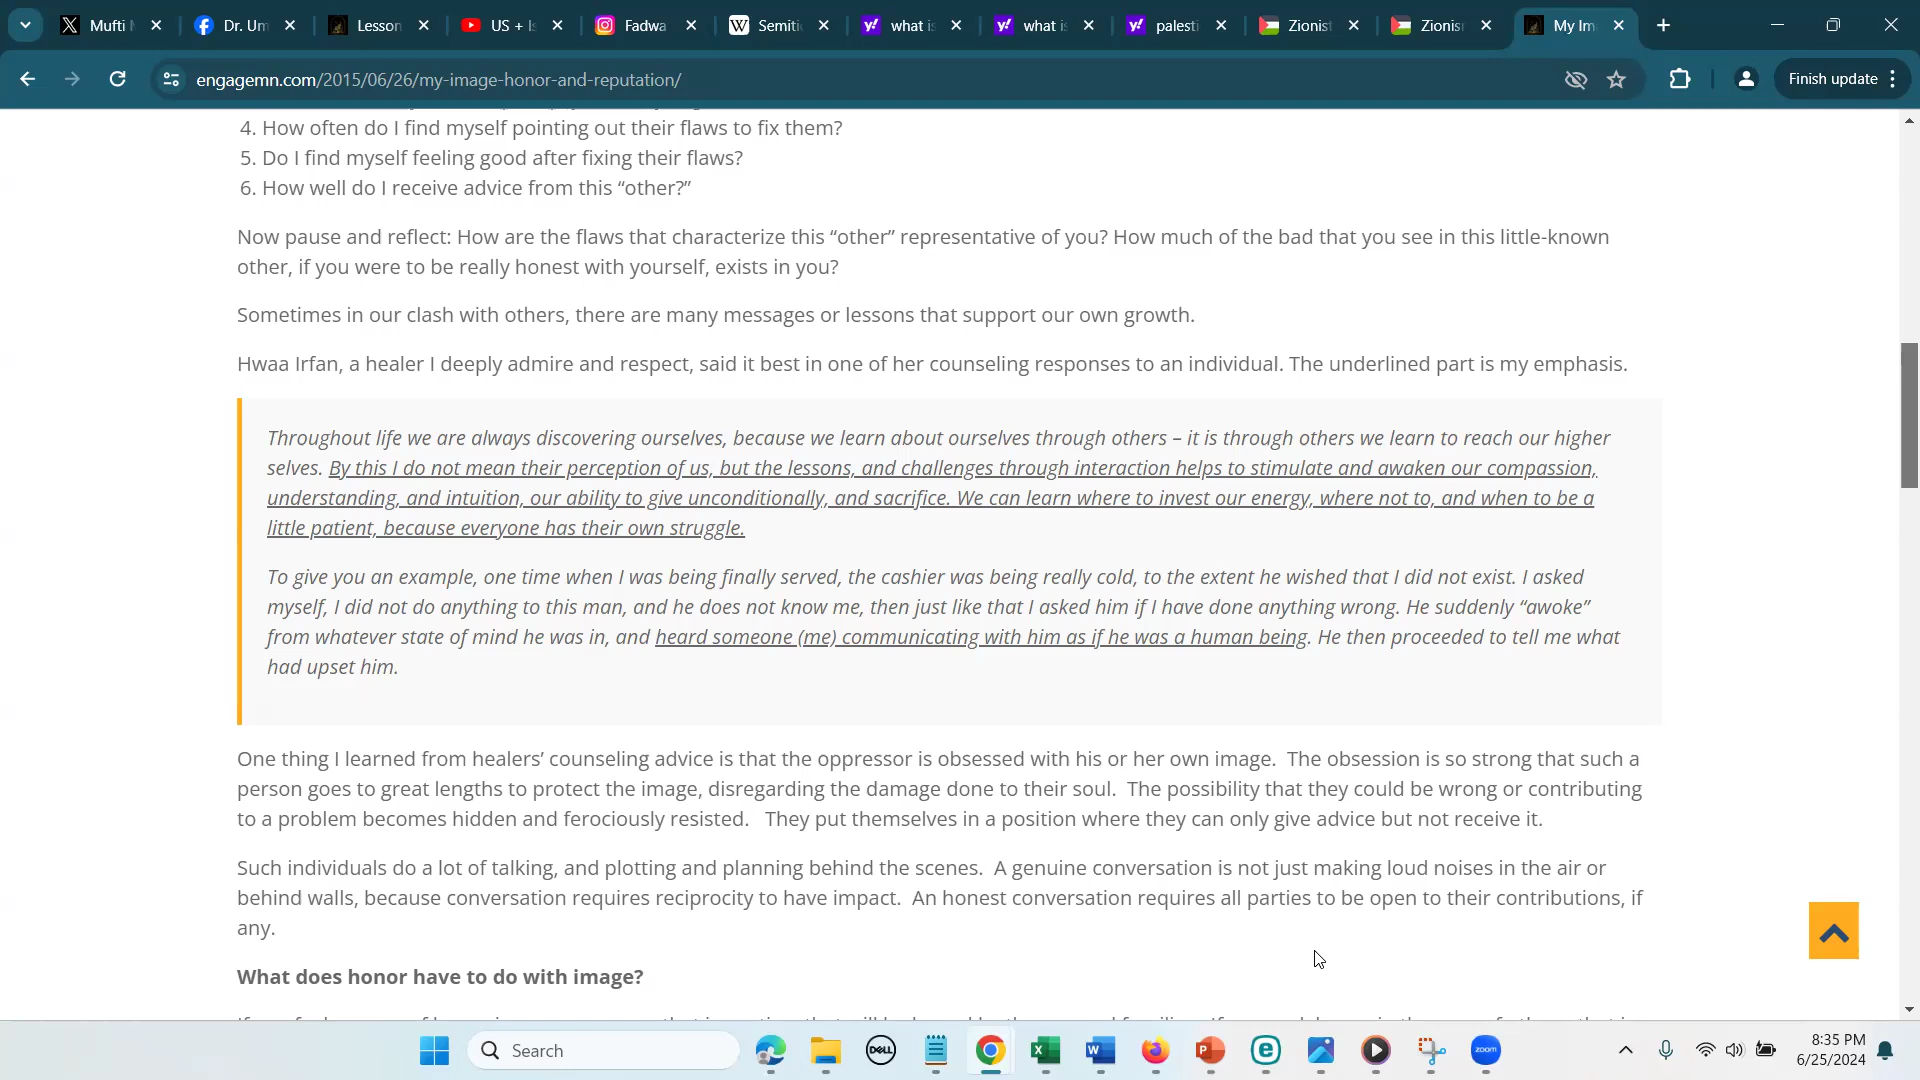 Mufti M
Dr. Um
Lesson
US + Is
Fadwa
Semitic
what is
what is
palesti
Zionist
Zionism
My Im
engagemn.com/2015/06/26/my-image-honor-and-reputation/
Finish update
4. How often do I find myself pointing out their flaws to fix them?
5. Do I find myself feeling good after fixing their flaws?
6. How well do I receive advice from this “other?”
Now pause and reflect: How are the flaws that characterize this “other” representative of you? How much of the bad that you see in this little-known
other, if you were to be really honest with yourself, exists in you?
Sometimes in our clash with others, there are many messages or lessons that support our own growth.
Hwaa Irfan, a healer I deeply admire and respect, said it best in one of her counseling responses to an individual. The underlined part is my emphasis.
Throughout life we are always discovering ourselves, because we learn about ourselves through others – it is through others we learn to reach our higher
selves. By this I do not mean their perception of us, but the lessons, and challenges through interaction helps to stimulate and awaken our compassion,
understanding, and intuition, our ability to give unconditionally, and sacrifice. We can learn where to invest our energy, where not to, and when to be a
little patient, because everyone has their own struggle.
To give you an example, one time when I was being finally served, the cashier was being really cold, to the extent he wished that I did not exist. I asked
myself, I did not do anything to this man, and he does not know me, then just like that I asked him if I have done anything wrong. He suddenly “awoke”
from whatever state of mind he was in, and heard someone (me) communicating with him as if he was a human being. He then proceeded to tell me what
had upset him.
One thing I learned from healers’ counseling advice is that the oppressor is obsessed with his or her own image. The obsession is so strong that such a
person goes to great lengths to protect the image, disregarding the damage done to their soul. The possibility that they could be wrong or contributing
to a problem becomes hidden and ferociously resisted. They put themselves in a position where they can only give advice but not receive it.
Such individuals do a lot of talking, and plotting and planning behind the scenes. A genuine conversation is not just making loud noises in the air or
behind walls, because conversation requires reciprocity to have impact. An honest conversation requires all parties to be open to their contributions, if
any.
What does honor have to do with image?
Search
DELL
zoom
8:35 PM
6/25/2024